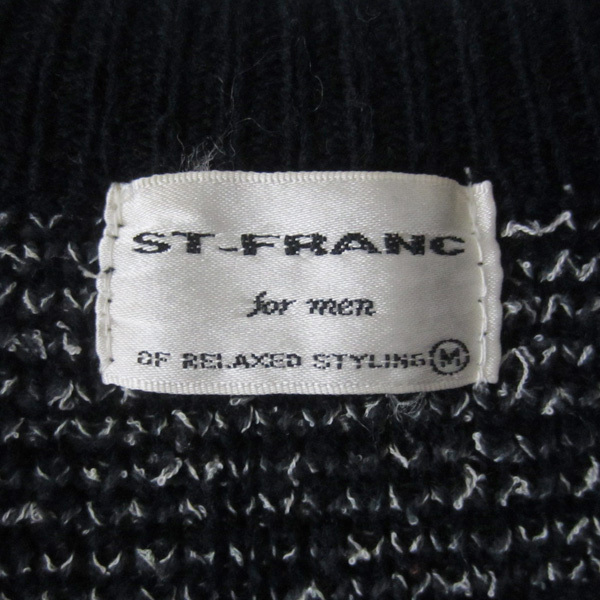 ST-FRANC
for men
OF RELAXED STYLING M